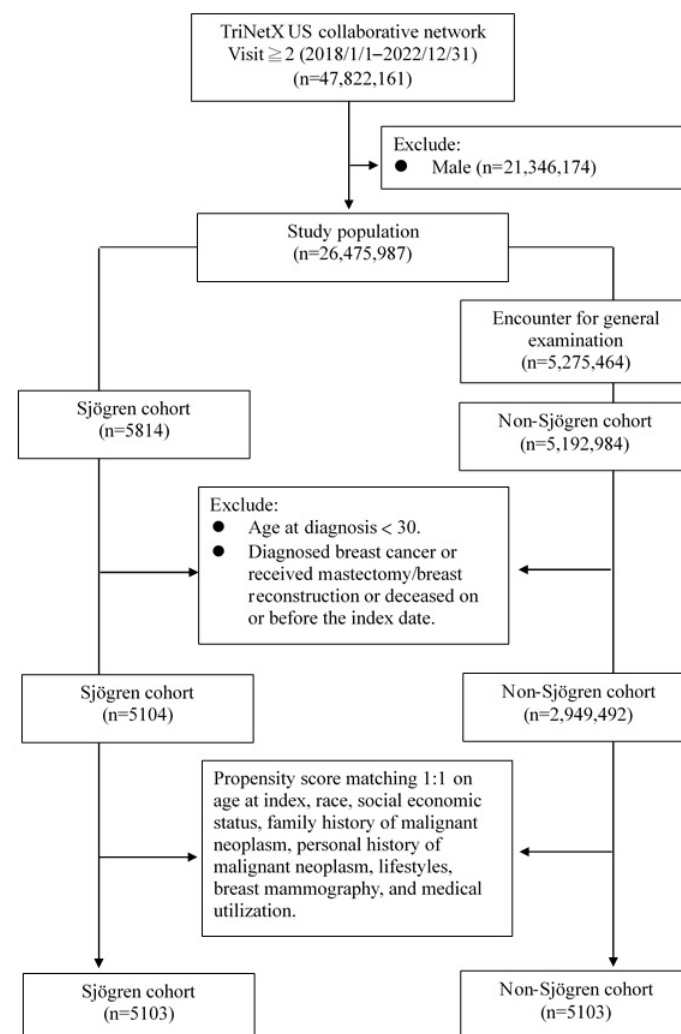 TriNetX US collaborative network
Visit ≧ 2 (2018/1/1–2022/12/31)
(n=47,822,161)
Exclude:
● Male (n=21,346,174)
Study population
(n=26,475,987)
Encounter for general
examination
(n=5,275,464)
Sjögren cohort
(n=5814)
Non-Sjögren cohort
(n=5,192,984)
Exclude:
● Age at diagnosis < 30.
● Diagnosed breast cancer or
received mastectomy/breast
reconstruction or deceased on
or before the index date.
Sjögren cohort
(n=5104)
Non-Sjögren cohort
(n=2,949,492)
Propensity score matching 1:1 on
age at index, race, social economic
status, family history of malignant
neoplasm, personal history of
malignant neoplasm, lifestyles,
breast mammography, and medical
utilization.
Sjögren cohort
(n=5103)
Non-Sjögren cohort
(n=5103)